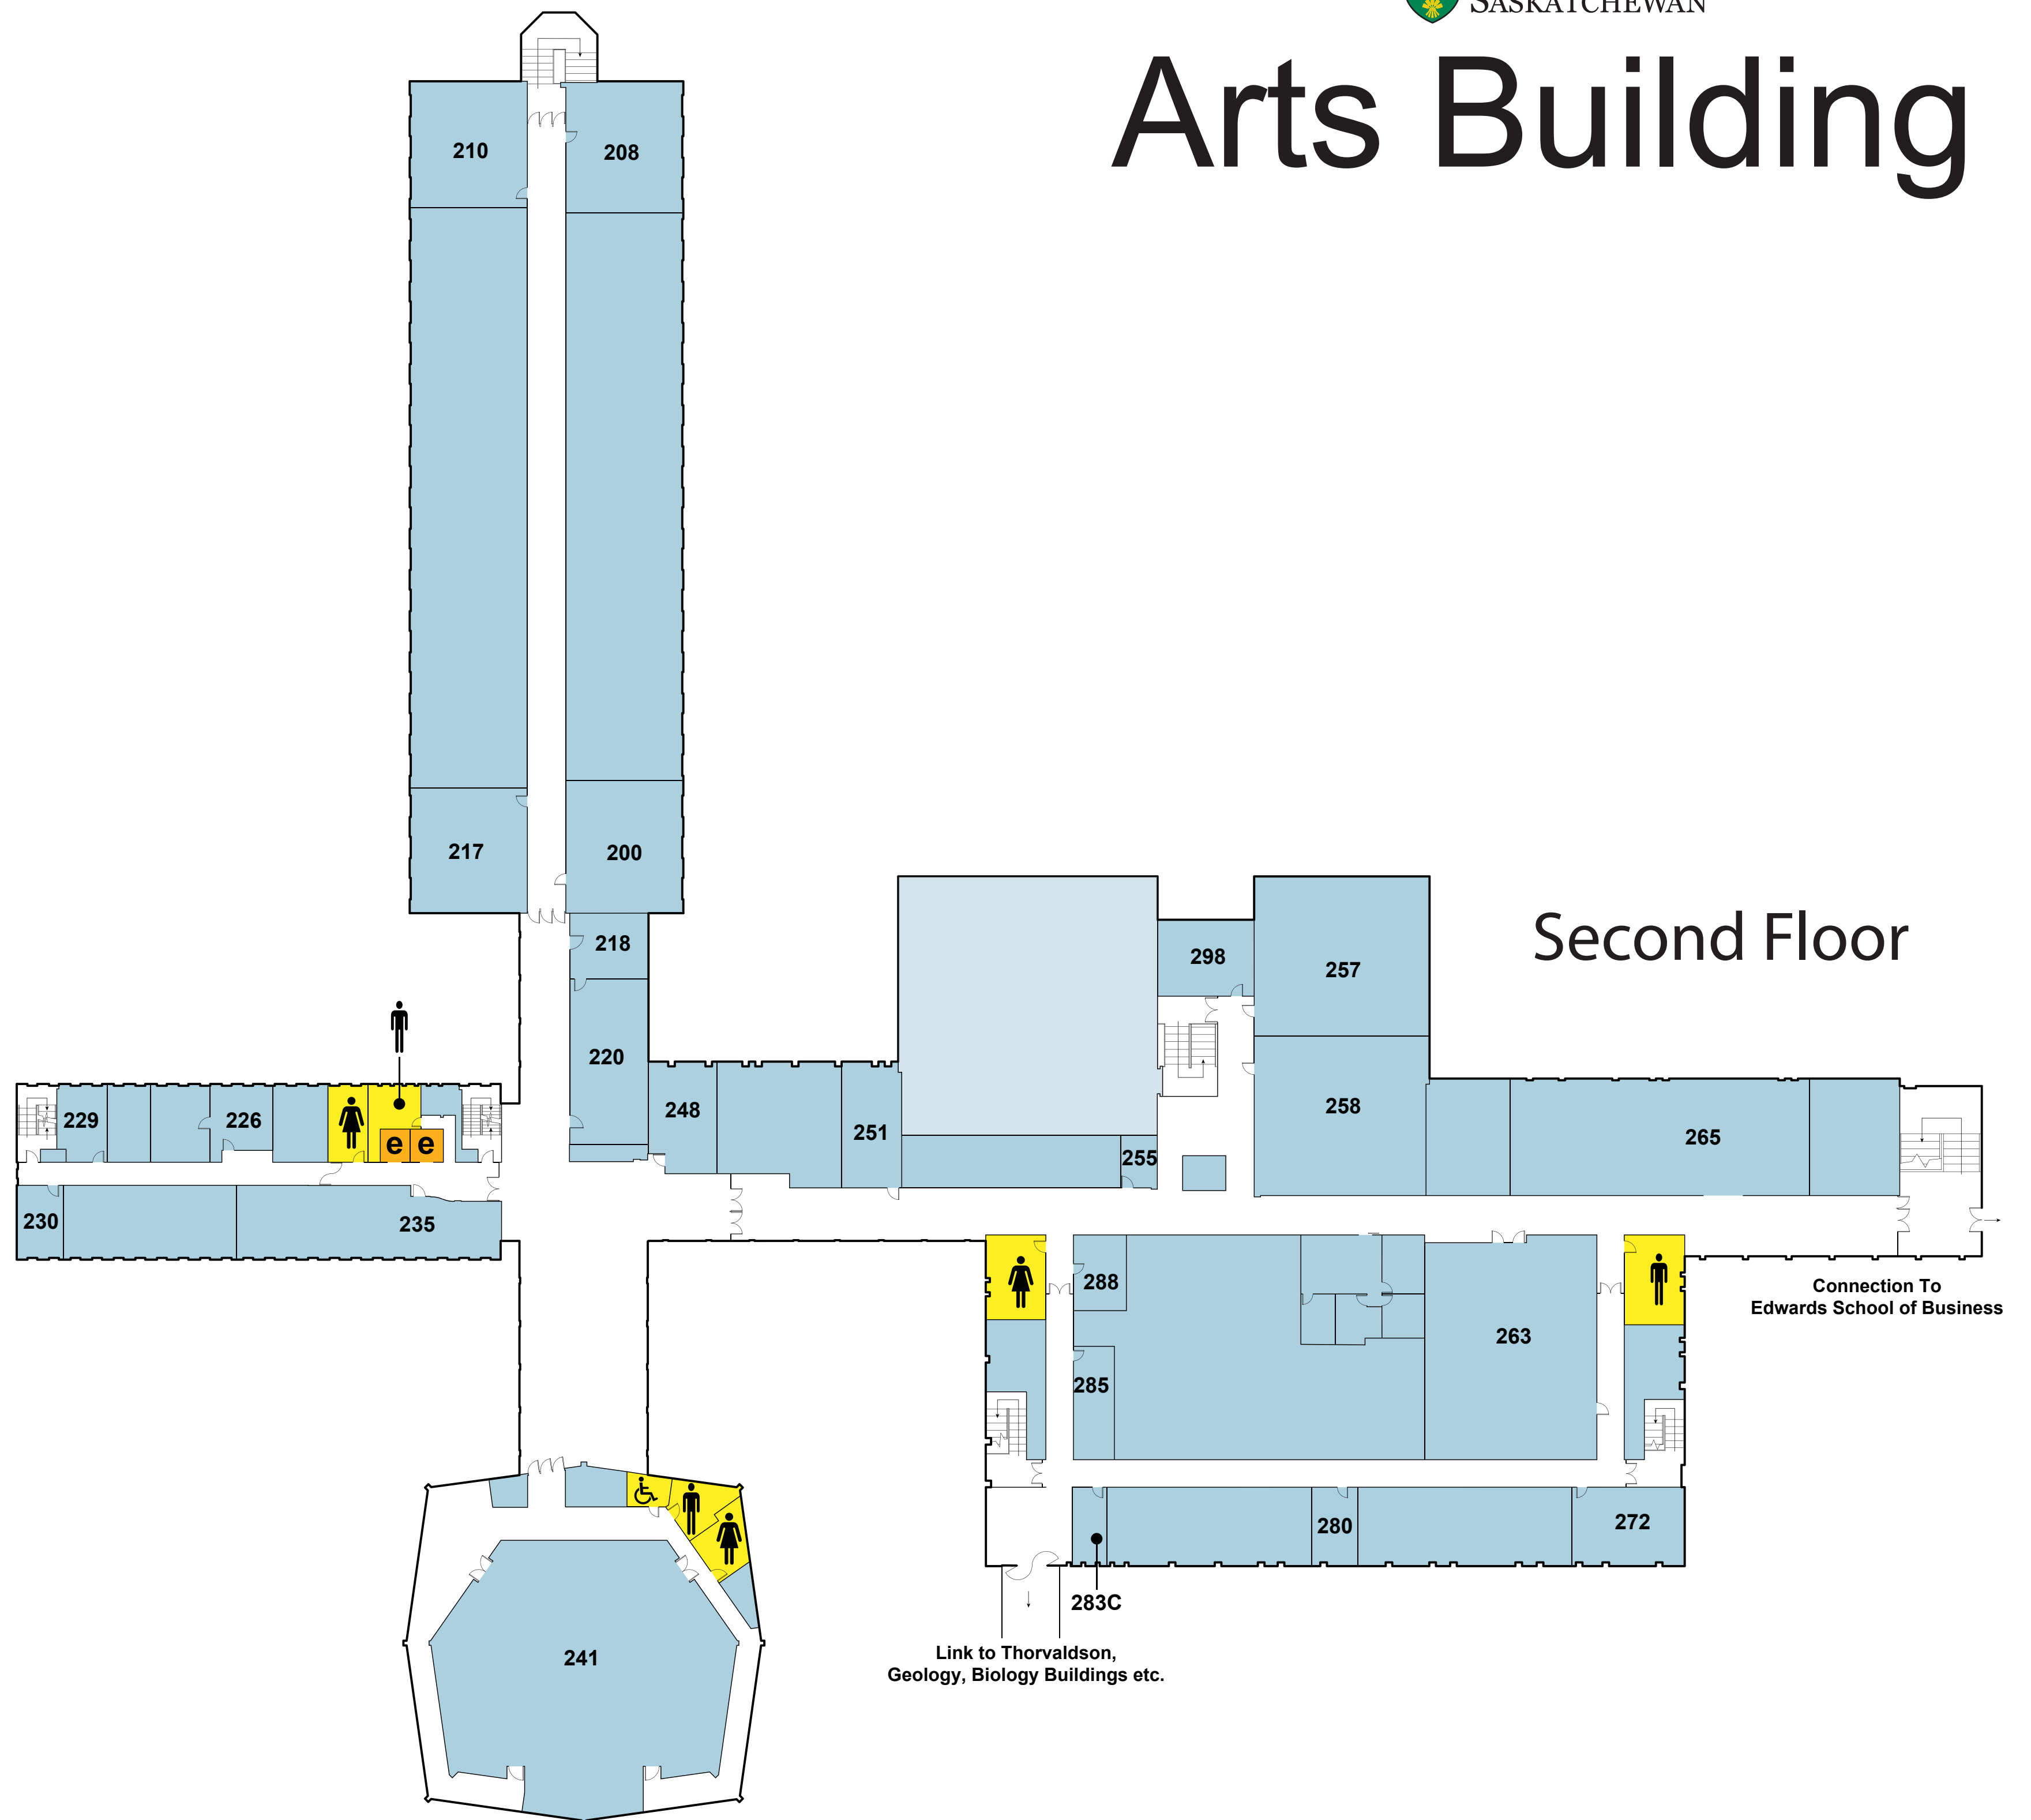 SASKATCHEWAN
Arts Building
210
208
217
200
Second Floor
218
298
257
220
229
226
248
251
258
265
e e
255
230
235
288
263
Connection To
Edwards School of Business
285
280
272
283C
Link to Thorvaldson,
Geology, Biology Buildings etc.
241